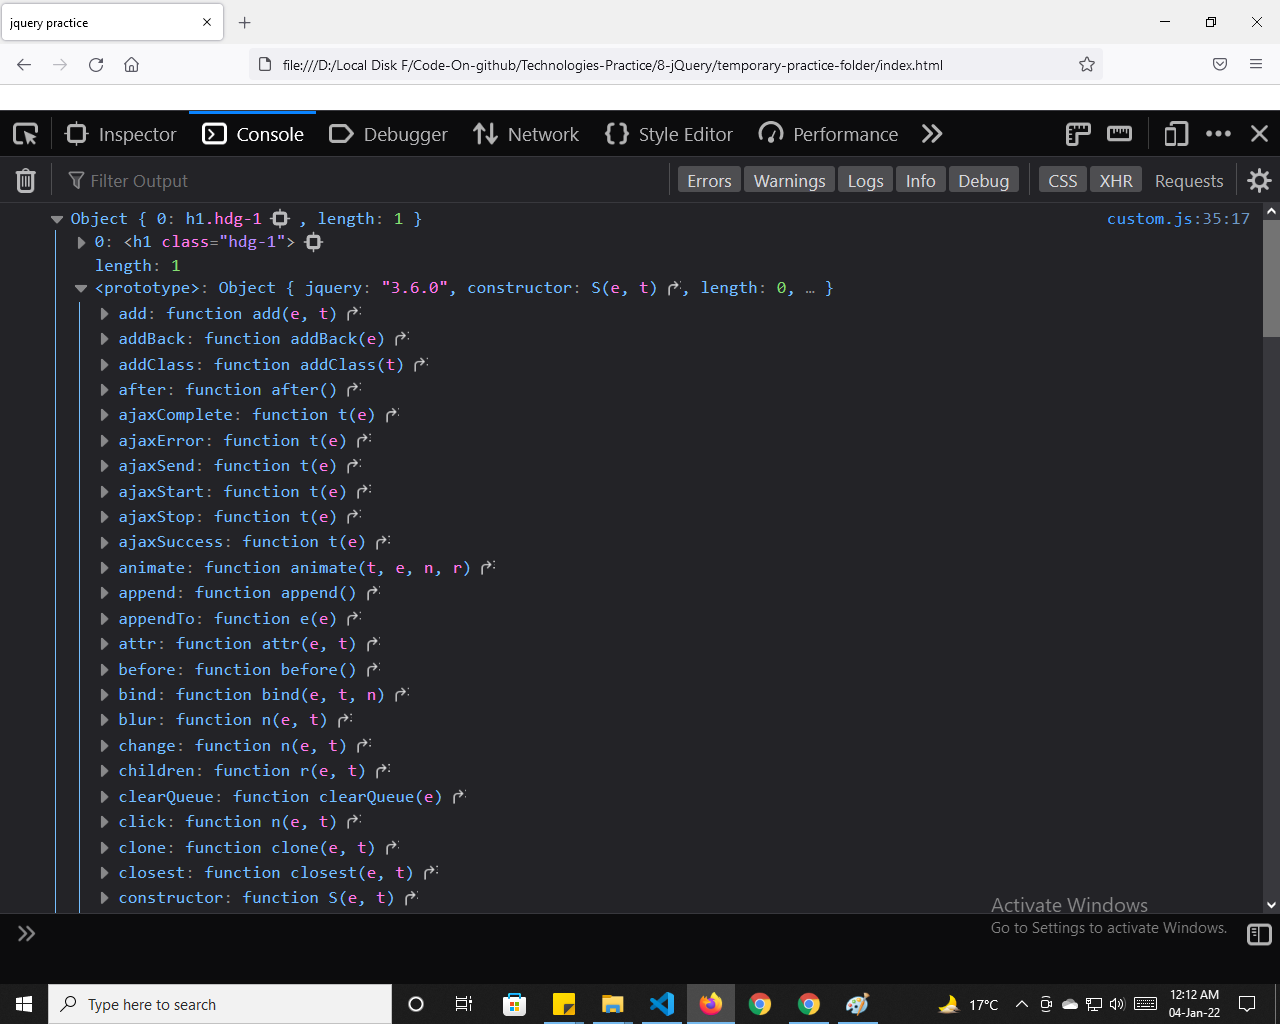 jquery practice
file:///D:/Local Disk F/Code-On-github/Technologies-Practice/8-jQuery/temporary-practice-folder/index.html
Inspector Console Debugger Network Style Editor Performance
Filter Output Errors Warnings Logs Info Debug CSS XHR Requests
Object { 0: h1.hdg-1 , length: 1 } custom.js:35:17
0: <h1 class="hdg-1">
length: 1
<prototype>: Object { jquery: "3.6.0", constructor: S(e, t) , length: 0, … }
add: function add(e, t)
addBack: function addBack(e)
addClass: function addClass(t)
after: function after()
ajaxComplete: function t(e)
ajaxError: function t(e)
ajaxSend: function t(e)
ajaxStart: function t(e)
ajaxStop: function t(e)
ajaxSuccess: function t(e)
animate: function animate(t, e, n, r)
append: function append()
appendTo: function e(e)
attr: function attr(e, t)
before: function before()
bind: function bind(e, t, n)
blur: function n(e, t)
change: function n(e, t)
children: function r(e, t)
clearQueue: function clearQueue(e)
click: function n(e, t)
clone: function clone(e, t)
closest: function closest(e, t)
constructor: function S(e, t)
Activate Windows
Go to Settings to activate Windows.
Type here to search 17°C 12:12 AM
04-Jan-22